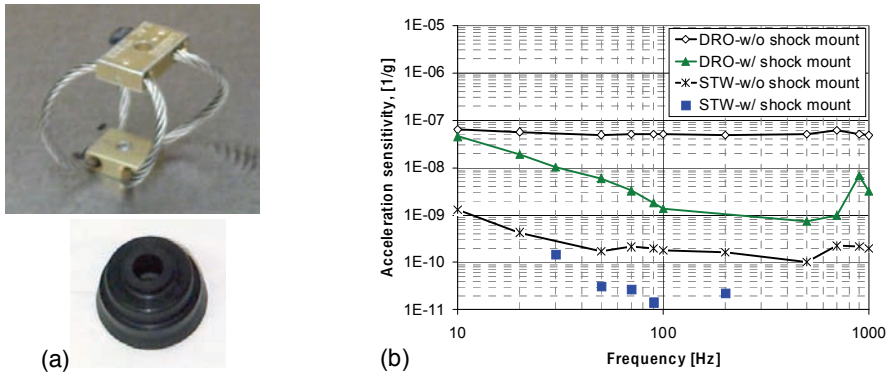 (a)
(b)
Acceleration sensitivity, [1/g]
1E-05
1E-06
1E-07
1E-08
1E-09
1E-10
1E-11
DRO-w/o shock mount
DRO-w/ shock mount
STW-w/o shock mount
STW-w/ shock mount
10 100 1000
Frequency [Hz]